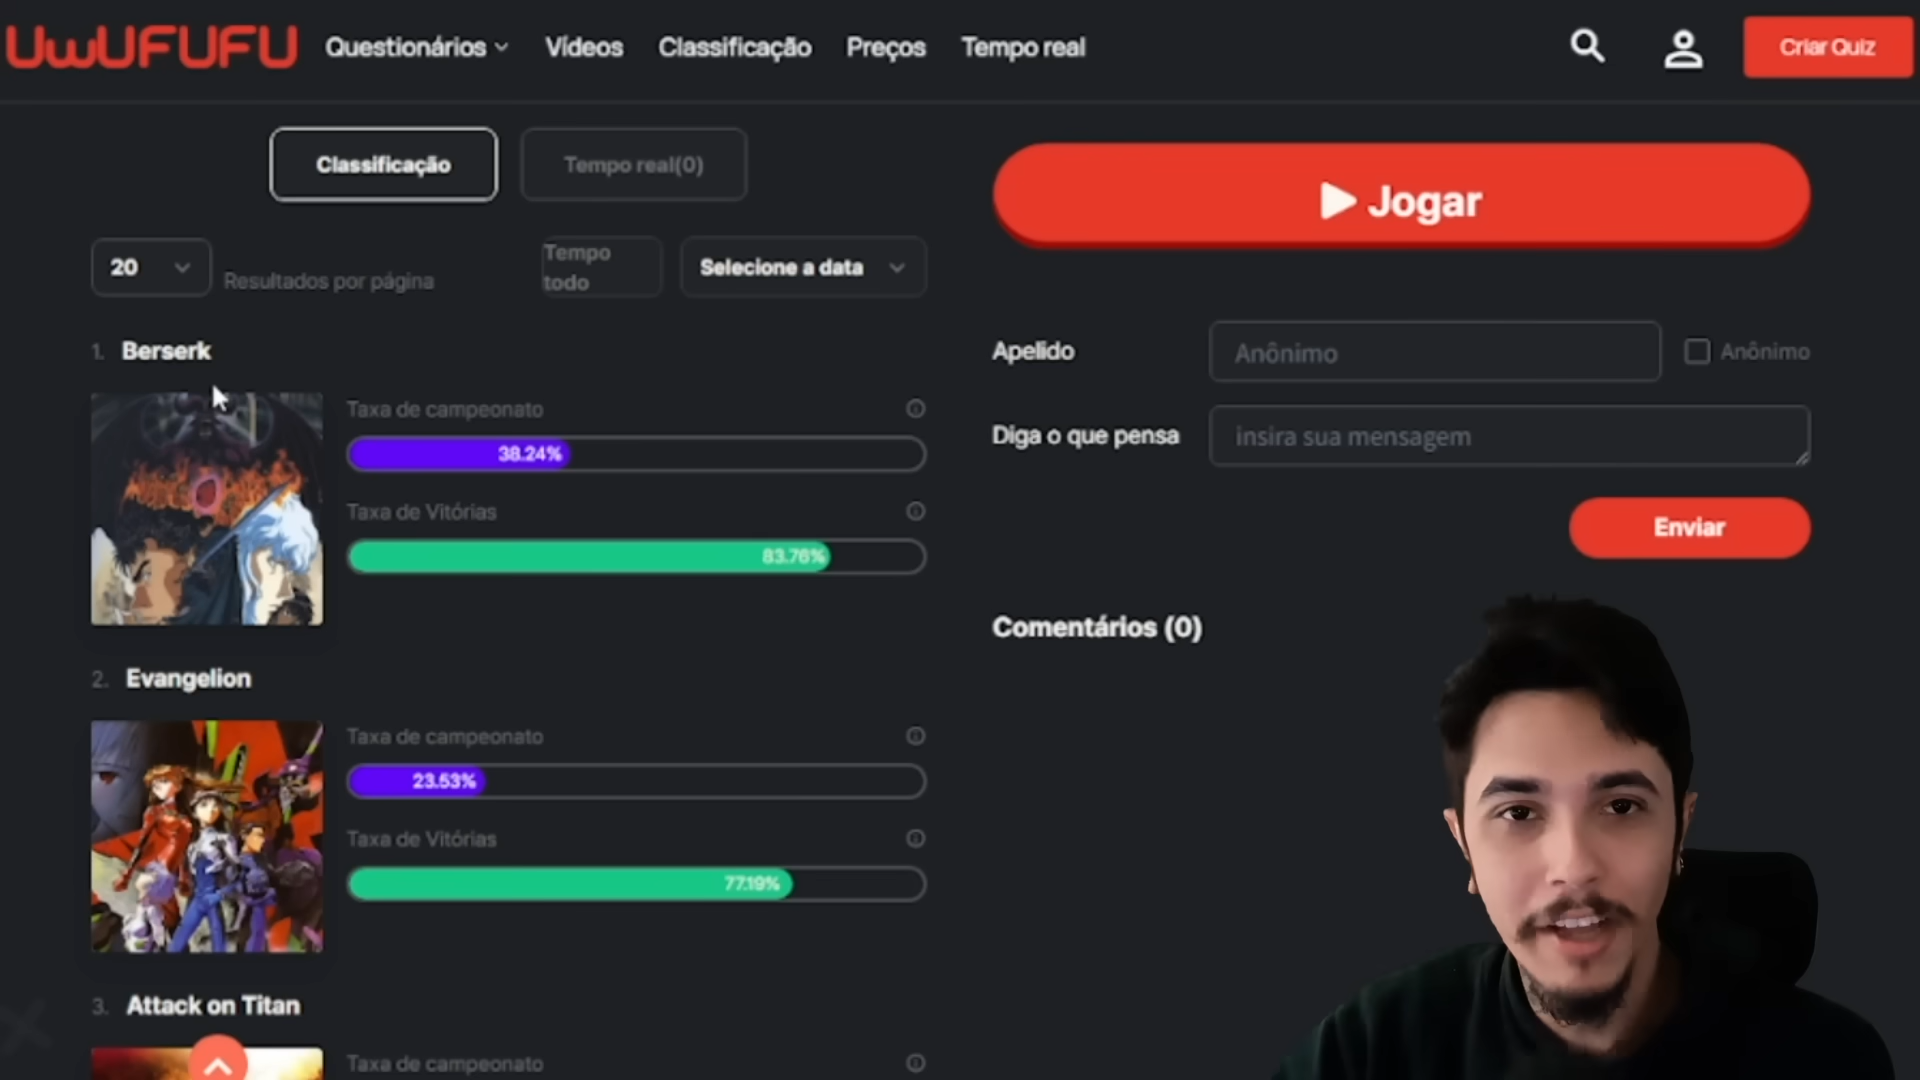 UwUFUFU
Questionários
Vídeos
Classificação
Preços
Tempo real
Criar Quiz
Classificação
Tempo real(0)
Jogar
20
Resultados por página
Tempo todo
Selecione a data
1. Berserk
Taxa de campeonato
38.24%
Taxa de Vitórias
83.76%
2. Evangelion
Taxa de campeonato
23.53%
Taxa de Vitórias
77.19%
3. Attack on Titan
Taxa de campeonato
Apelido
Anônimo
Anônimo
Diga o que pensa
insira sua mensagem
Enviar
Comentários (0)